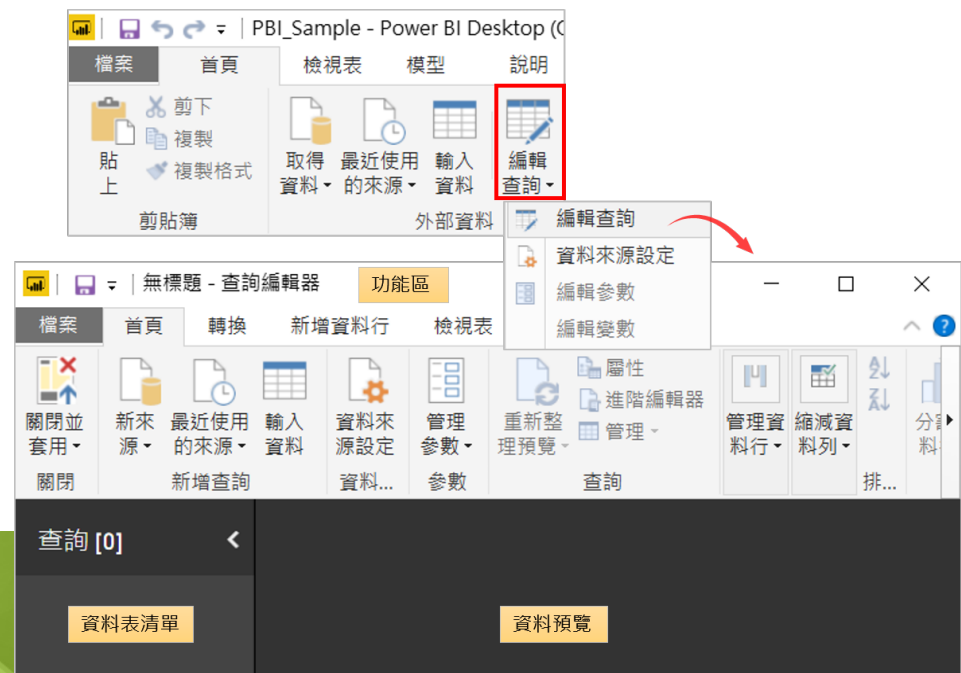 PBI_Sample - Power BI Desktop (
檔案 首頁 檢視表 模型 說明
剪下
複製
複製格式
貼上
取得資料
最近使用的來源
輸入資料
編輯查詢
剪貼簿
外部資料
編輯查詢
資料來源設定
編輯參數
編輯變數
無標題 - 查詢編輯器
功能區
檔案 首頁 轉換 新增資料行 檢視表
?
關閉並套用
新來源
最近使用的來源
輸入資料
資料來源設定
管理參數
重新整理預覽
屬性
進階編輯器
管理
管理資料行
縮減資料列
A
Z
Z
A
分
料
關閉
新增查詢
資料...
參數
查詢
排...
查詢 [0]
資料表清單
資料預覽